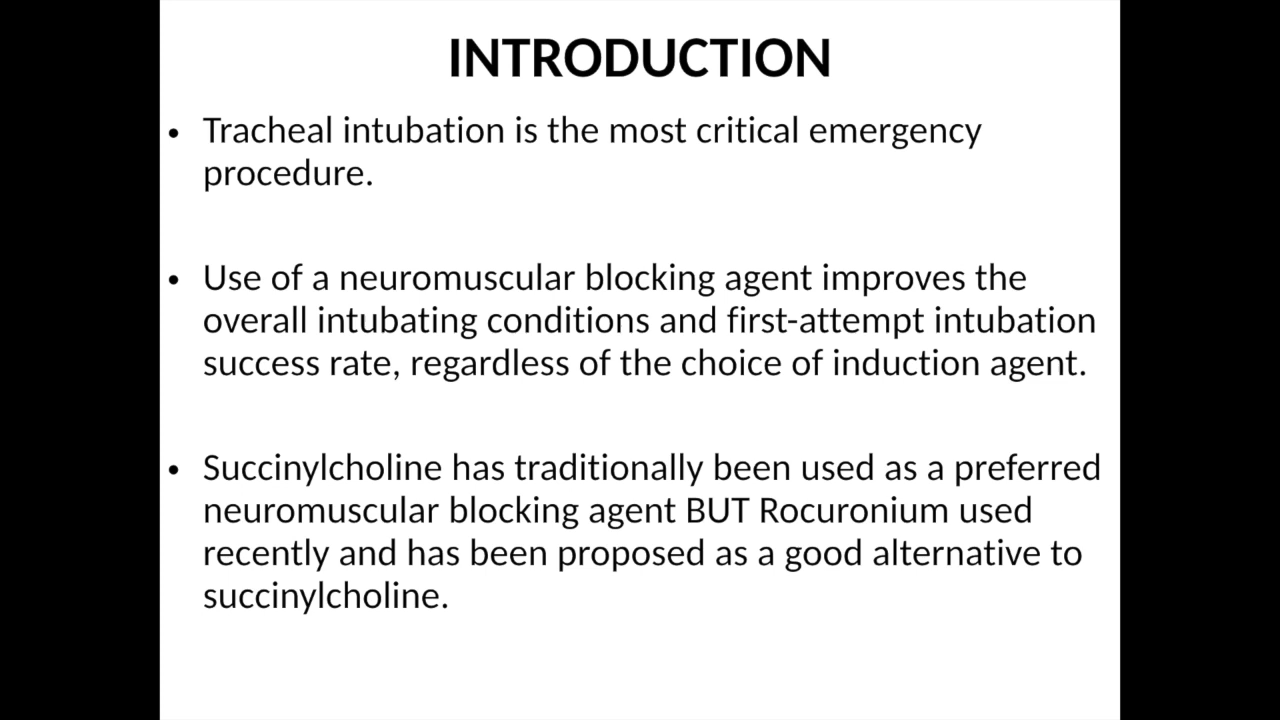 INTRODUCTION
• Tracheal intubation is the most critical emergency
procedure.
• Use of a neuromuscular blocking agent improves the
overall intubating conditions and first-attempt intubation
success rate, regardless of the choice of induction agent.
• Succinylcholine has traditionally been used as a preferred
neuromuscular blocking agent BUT Rocuronium used
recently and has been proposed as a good alternative to
succinylcholine.